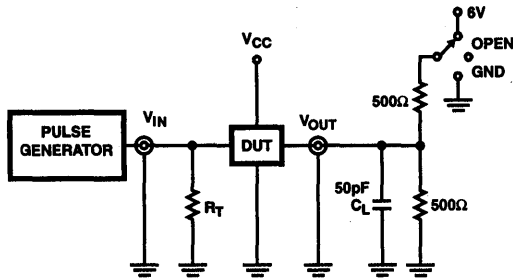 6V
OPEN
GND
VCC
500Ω
VIN
VOUT
PULSE
GENERATOR
DUT
50pF
CL
RT
500Ω